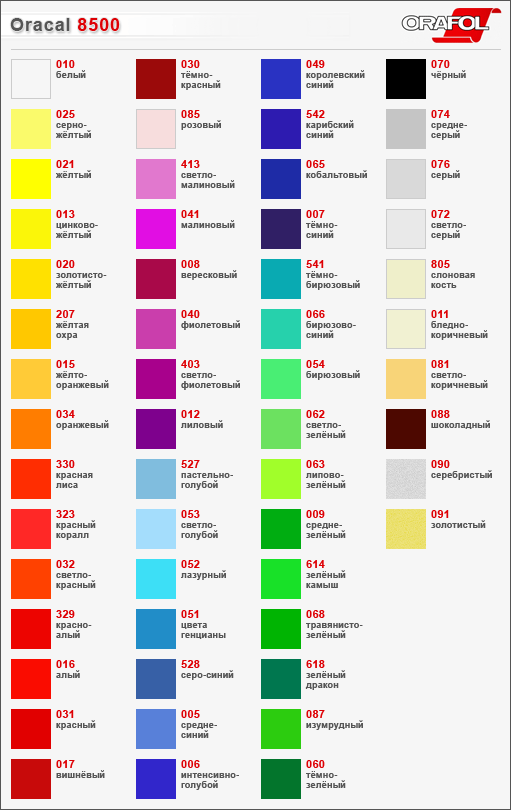 Oracal 8500
ORAFOL
010
белый
025
серно-
жёлтый
021
жёлтый
013
цинково-
жёлтый
020
золотисто-
жёлтый
207
жёлтая
охра
015
жёлто-
оранжевый
034
оранжевый
330
красная
лиса
323
красный
коралл
032
светло-
красный
329
красно-
алый
016
алый
031
красный
017
вишнёвый
030
тёмно-
красный
085
розовый
413
светло-
малиновый
041
малиновый
008
вересковый
040
фиолетовый
403
светло-
фиолетовый
012
лиловый
527
пастельно-
голубой
053
светло-
голубой
052
лазурный
051
цвета
генцианы
528
серо-синий
005
средне-
синий
006
интенсивно-
голубой
049
королевский
синий
542
карибский
синий
065
кобальтовый
007
тёмно-
синий
541
тёмно-
бирюзовый
066
бирюзово-
синий
054
бирюзовый
062
светло-
зелёный
063
липово-
зелёный
009
средне-
зелёный
614
зелёный
камыш
068
травянисто-
зелёный
618
зелёный
дракон
087
изумрудный
060
тёмно-
зелёный
070
чёрный
074
средне-
серый
076
серый
072
светло-
серый
805
слоновая
кость
011
бледно-
коричневый
081
светло-
коричневый
088
шоколадный
090
серебристый
091
золотистый